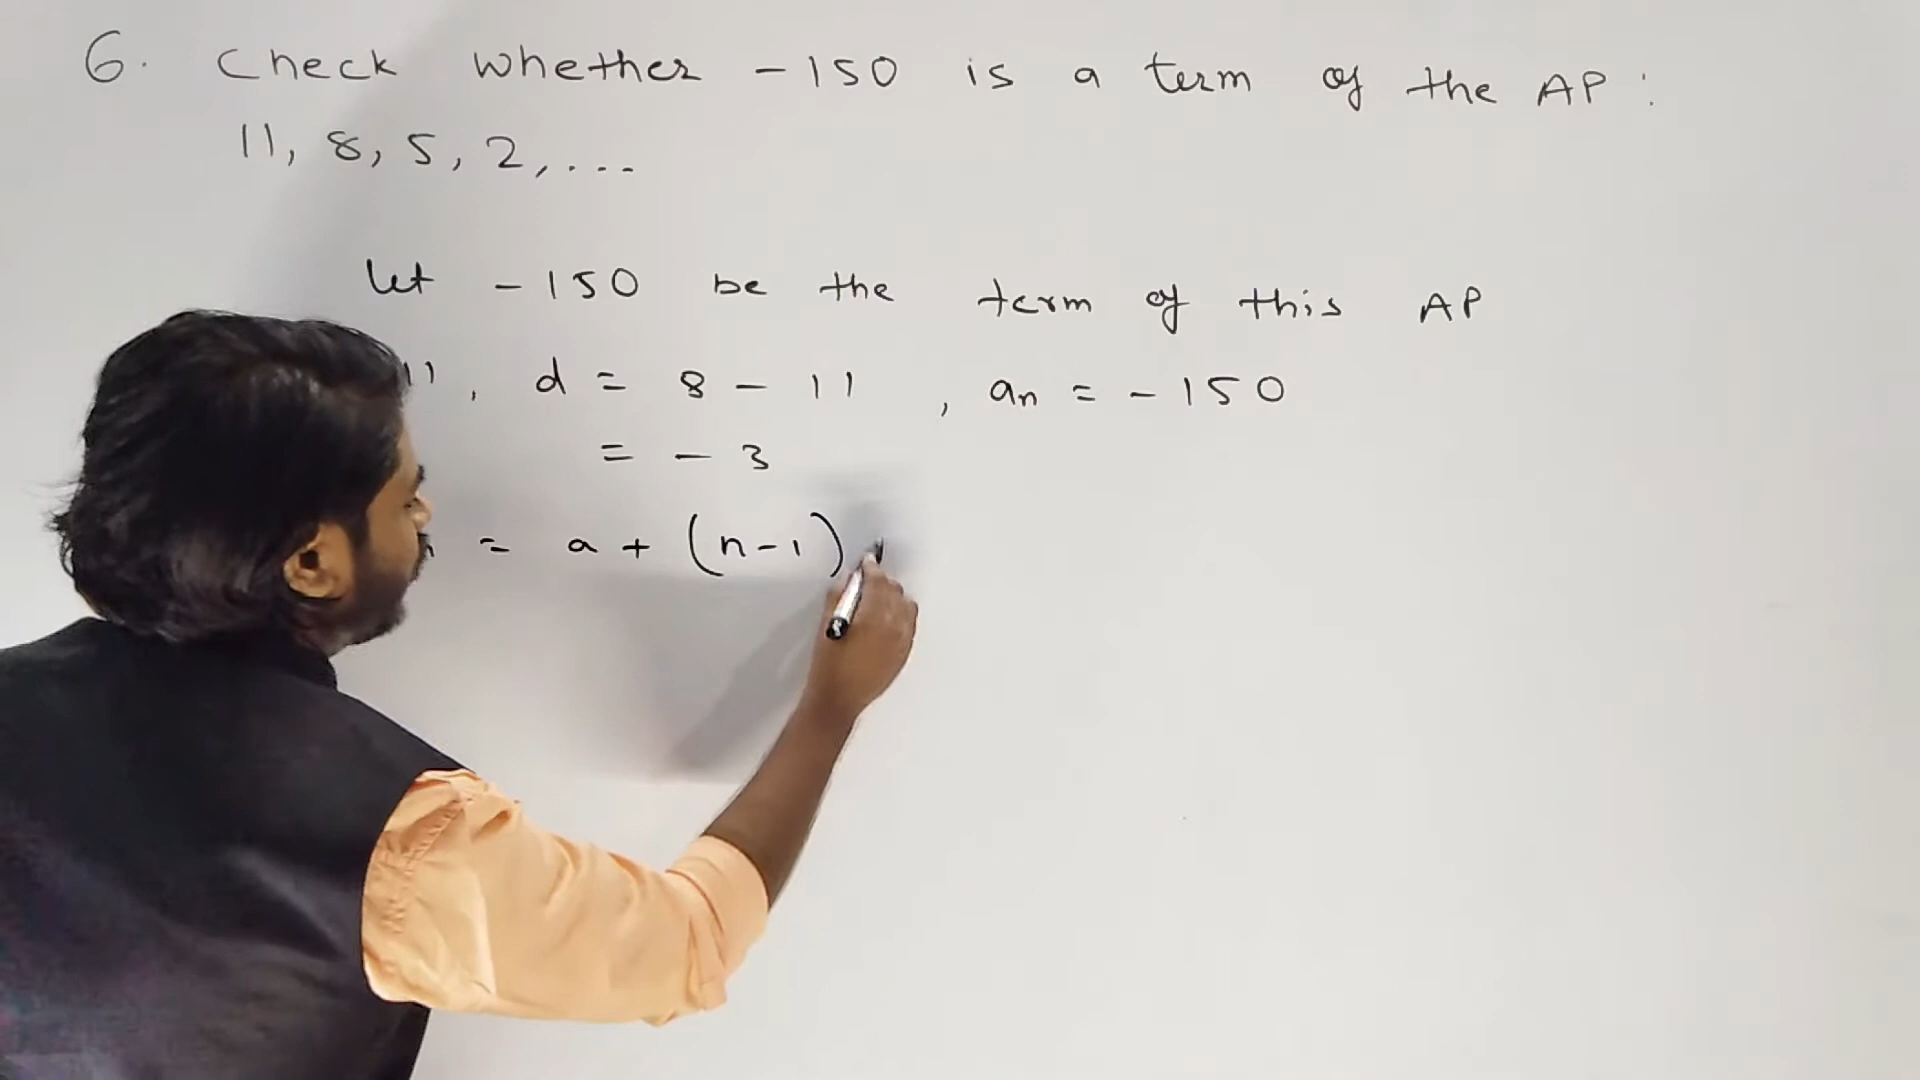 6. Check whether -150 is a term of the AP :
11, 8, 5, 2, ...
let -150 be the term of this AP
11, d = 8 - 11, an = -150
= -3
n = a + (n-1)